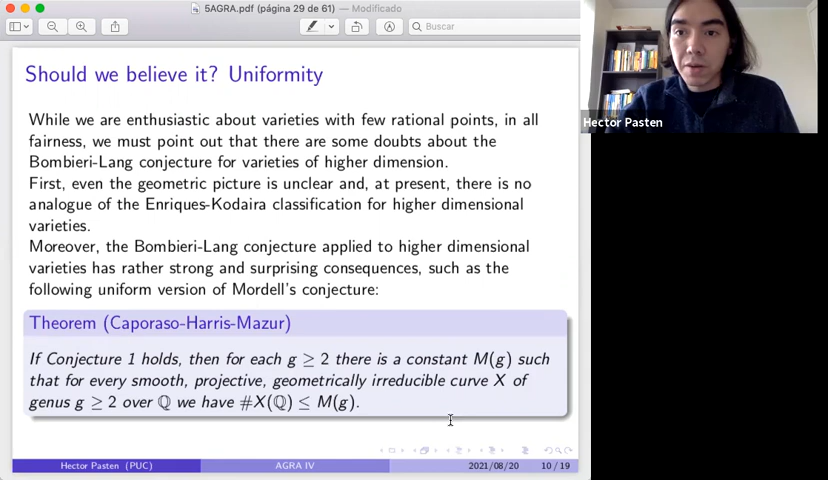 5AGRA.pdf (página 29 de 61) — Modificado
Buscar
Should we believe it? Uniformity
While we are enthusiastic about varieties with few rational points, in all
fairness, we must point out that there are some doubts about the
Bombieri-Lang conjecture for varieties of higher dimension.
First, even the geometric picture is unclear and, at present, there is no
analogue of the Enriques-Kodaira classification for higher dimensional
varieties.
Moreover, the Bombieri-Lang conjecture applied to higher dimensional
varieties has rather strong and surprising consequences, such as the
following uniform version of Mordell's conjecture:
Theorem (Caporaso-Harris-Mazur)
If Conjecture 1 holds, then for each g ≥ 2 there is a constant M(g) such
that for every smooth, projective, geometrically irreducible curve X of
genus g ≥ 2 over ℚ we have #X(ℚ) ≤ M(g).
Hector Pasten (PUC) AGRA IV 2021/08/20 10 / 19
Hector Pasten